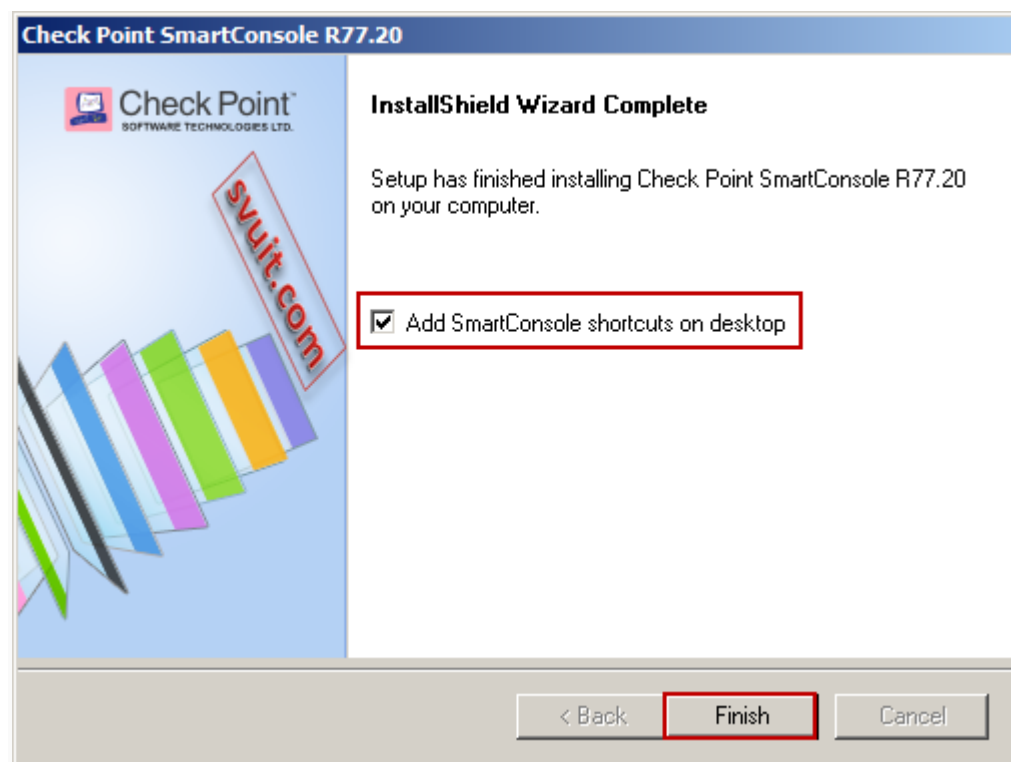 Check Point SmartConsole R77.20
Check Point™
SOFTWARE TECHNOLOGIES LTD.
svuit.com
InstallShield Wizard Complete
Setup has finished installing Check Point SmartConsole R77.20
on your computer.
Add SmartConsole shortcuts on desktop
< Back
Finish
Cancel